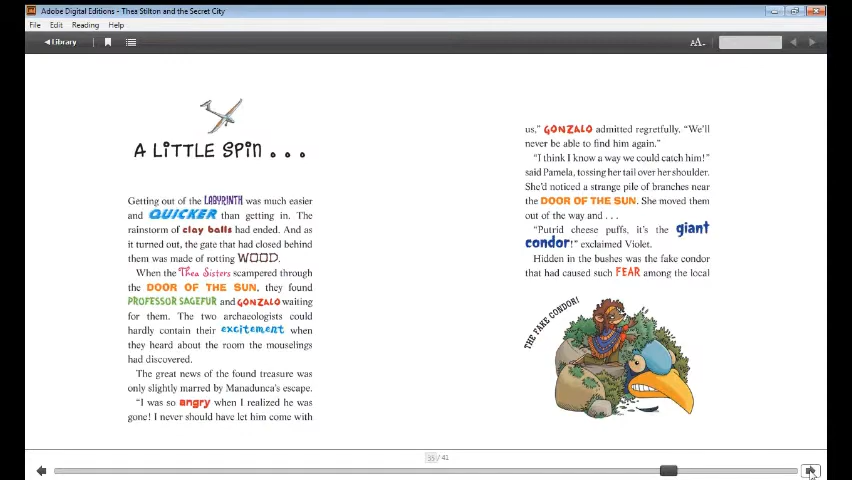 Adobe Digital Editions - Thea Stilton and the Secret City
File Edit Reading Help
Library
AA
A LITTLE SPIN . . .
Getting out of the LABYRINTH was much easier
and QUICKER than getting in. The
rainstorm of clay balls had ended. And as
it turned out, the gate that had closed behind
them was made of rotting WOOD.
When the Thea Sisters scampered through
the DOOR OF THE SUN, they found
PROFESSOR SAGEFUR and GONZALO waiting
for them. The two archaeologists could
hardly contain their excitement when
they heard about the room the mouselings
had discovered.
The great news of the found treasure was
only slightly marred by Manadunca's escape.
"I was so angry when I realized he was
gone! I never should have let him come with
us," GONZALO admitted regretfully. "We'll
never be able to find him again."
"I think I know a way we could catch him!"
said Pamela, tossing her tail over her shoulder.
She'd noticed a strange pile of branches near
the DOOR OF THE SUN. She moved them
out of the way and . . .
"Putrid cheese puffs, it's the giant
condor!" exclaimed Violet.
Hidden in the bushes was the fake condor
that had caused such FEAR among the local
THE FAKE CONDOR!
35 / 41